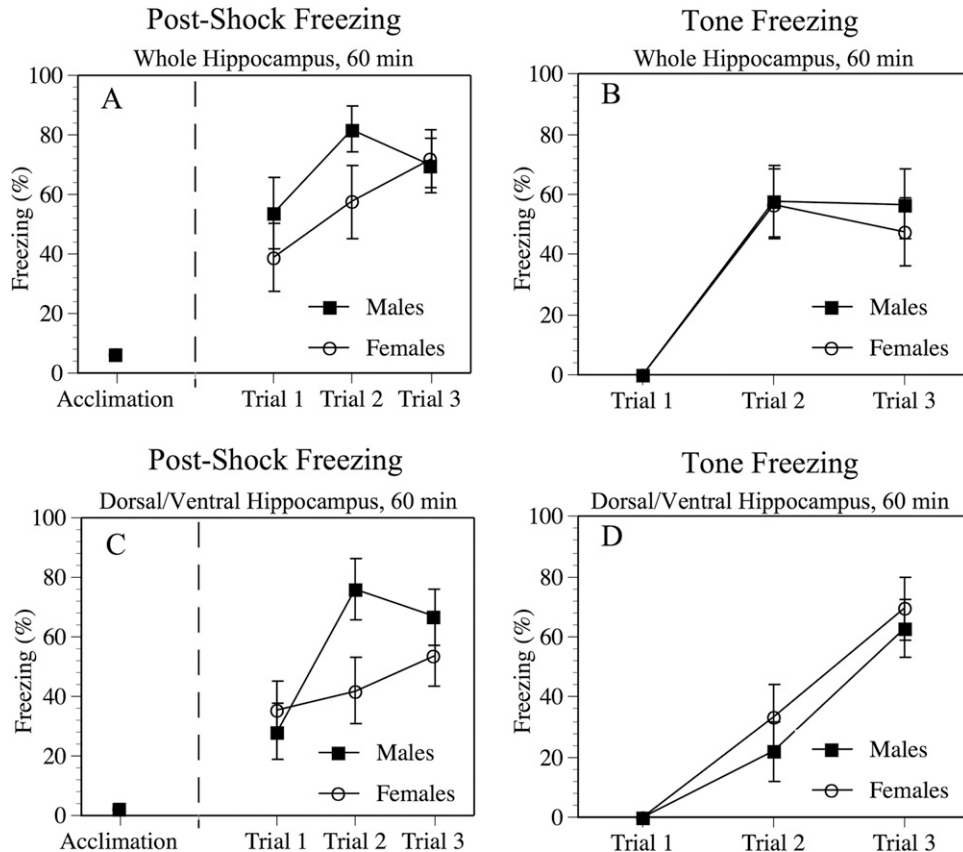 Post-Shock Freezing
Whole Hippocampus, 60 min
A
100
80
60
40
20
0
Freezing (%)
Males
Females
Acclimation
Trial 1
Trial 2
Trial 3
Tone Freezing
Whole Hippocampus, 60 min
B
100
80
60
40
20
0
Freezing (%)
Males
Females
Trial 1
Trial 2
Trial 3
Post-Shock Freezing
Dorsal/Ventral Hippocampus, 60 min
C
100
80
60
40
20
0
Freezing (%)
Males
Females
Acclimation
Trial 1
Trial 2
Trial 3
Tone Freezing
Dorsal/Ventral Hippocampus, 60 min
D
100
80
60
40
20
0
Freezing (%)
Males
Females
Trial 1
Trial 2
Trial 3